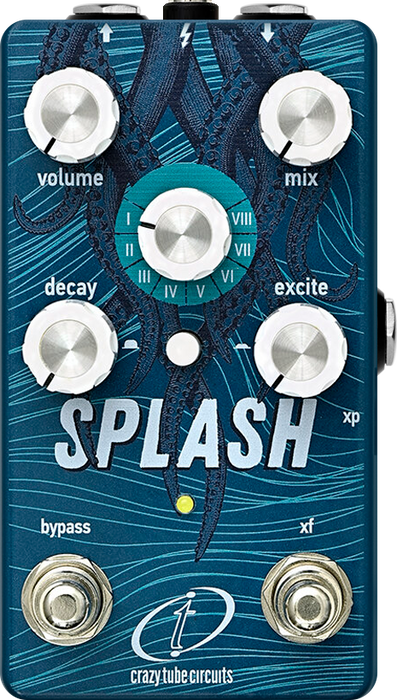 volume
mix
I
VIII
II
VII
III
VI
IV
V
decay
excite
SPLASH
xp
bypass
xf
t
crazy tube circuits